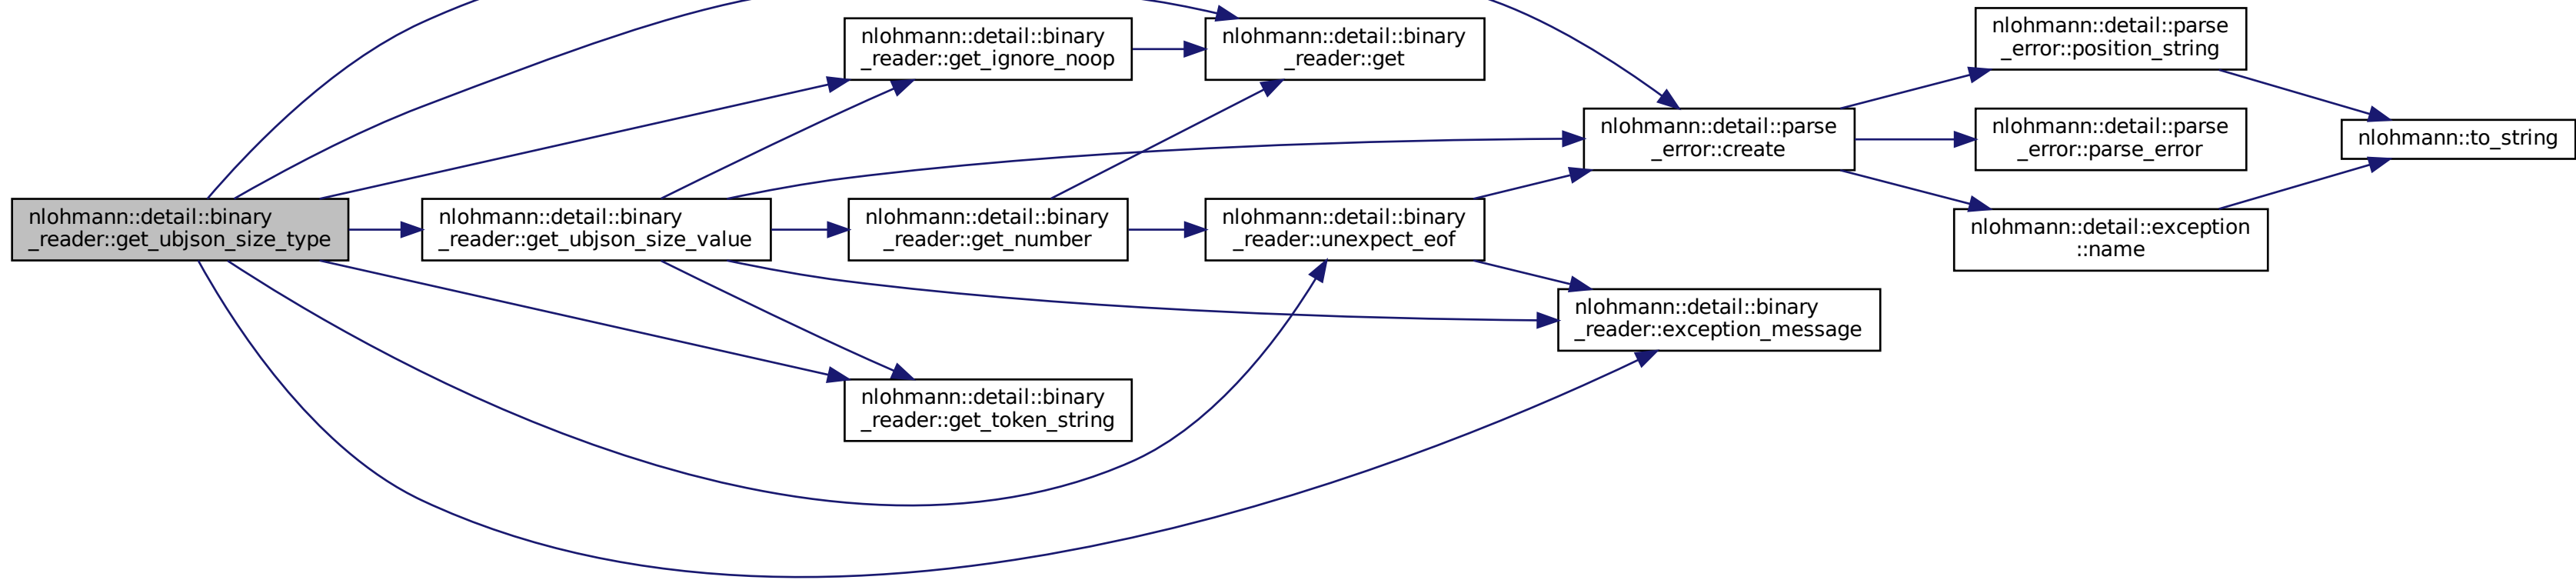 nlohmann::detail::binary
_reader::get_ubjson_size_type
nlohmann::detail::binary
_reader::get_ubjson_size_value
nlohmann::detail::binary
_reader::get_ignore_noop
nlohmann::detail::binary
_reader::get_number
nlohmann::detail::binary
_reader::get_token_string
nlohmann::detail::binary
_reader::get
nlohmann::detail::binary
_reader::unexpect_eof
nlohmann::detail::parse
_error::create
nlohmann::detail::binary
_reader::exception_message
nlohmann::detail::parse
_error::position_string
nlohmann::detail::parse
_error::parse_error
nlohmann::detail::exception
::name
nlohmann::to_string